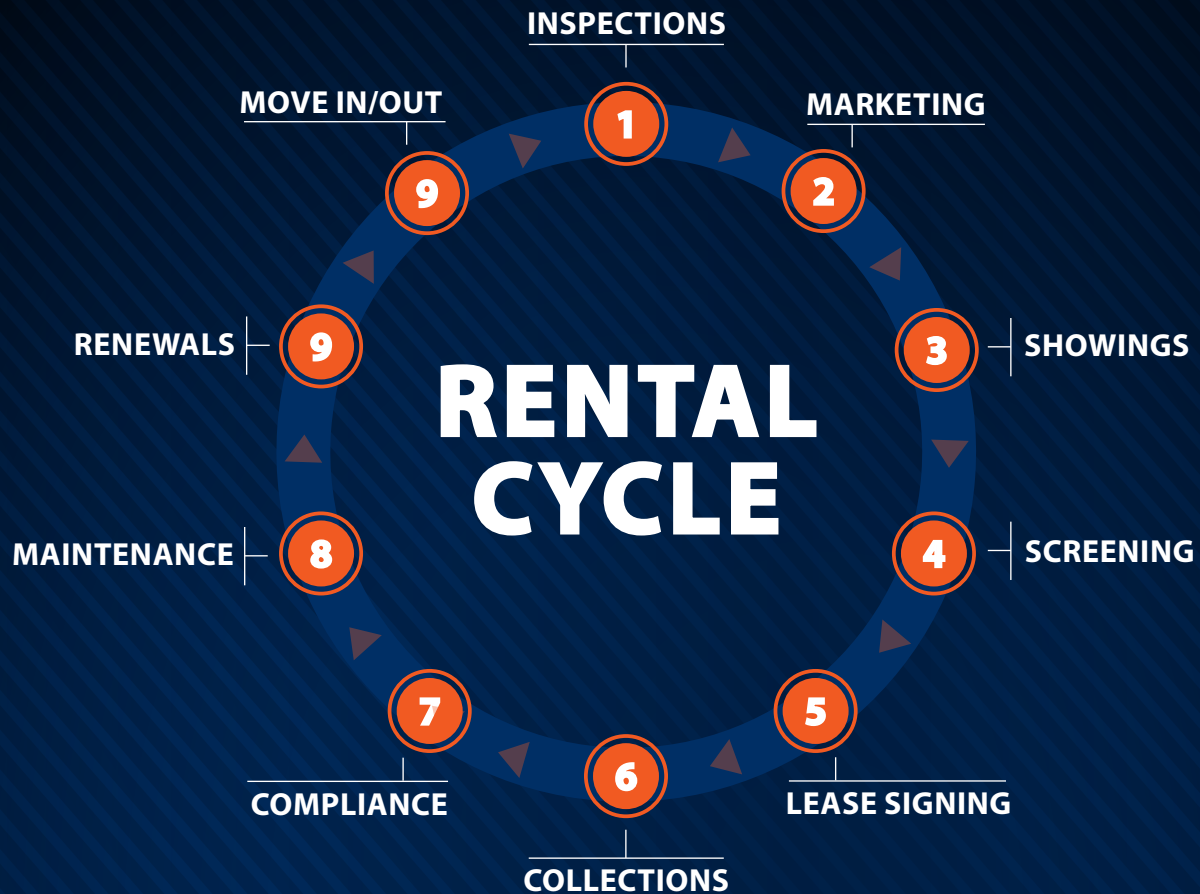 INSPECTIONS
1
MARKETING
2
SHOWINGS
3
SCREENING
4
LEASE SIGNING
5
COLLECTIONS
6
COMPLIANCE
7
MAINTENANCE
8
RENEWALS
9
MOVE IN/OUT
9
RENTAL
CYCLE